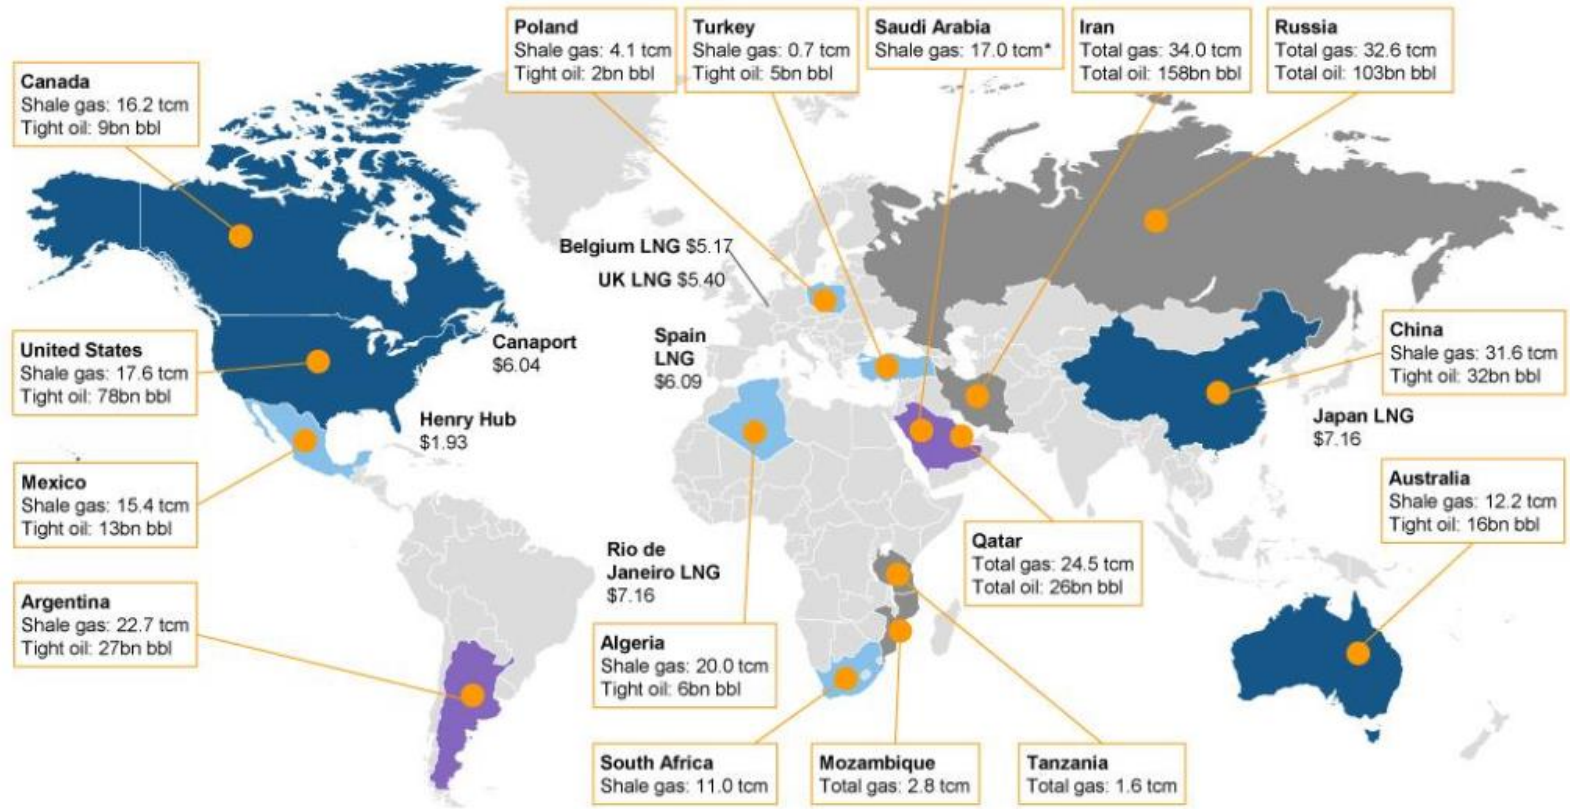 Poland
Shale gas: 4.1 tcm
Tight oil: 2bn bbl
Turkey
Shale gas: 0.7 tcm
Tight oil: 5bn bbl
Saudi Arabia
Shale gas: 17.0 tcm*
Iran
Total gas: 34.0 tcm
Total oil: 158bn bbl
Russia
Total gas: 32.6 tcm
Total oil: 103bn bbl
Canada
Shale gas: 16.2 tcm
Tight oil: 9bn bbl
Belgium LNG $5.17
UK LNG $5.40
Spain
LNG
$6.09
Canaport
$6.04
United States
Shale gas: 17.6 tcm
Tight oil: 78bn bbl
Henry Hub
$1.93
China
Shale gas: 31.6 tcm
Tight oil: 32bn bbl
Japan LNG
$7.16
Mexico
Shale gas: 15.4 tcm
Tight oil: 13bn bbl
Australia
Shale gas: 12.2 tcm
Tight oil: 16bn bbl
Qatar
Total gas: 24.5 tcm
Total oil: 26bn bbl
Rio de
Janeiro LNG
$7.16
Argentina
Shale gas: 22.7 tcm
Tight oil: 27bn bbl
Algeria
Shale gas: 20.0 tcm
Tight oil: 6bn bbl
South Africa
Shale gas: 11.0 tcm
Mozambique
Total gas: 2.8 tcm
Tanzania
Total gas: 1.6 tcm